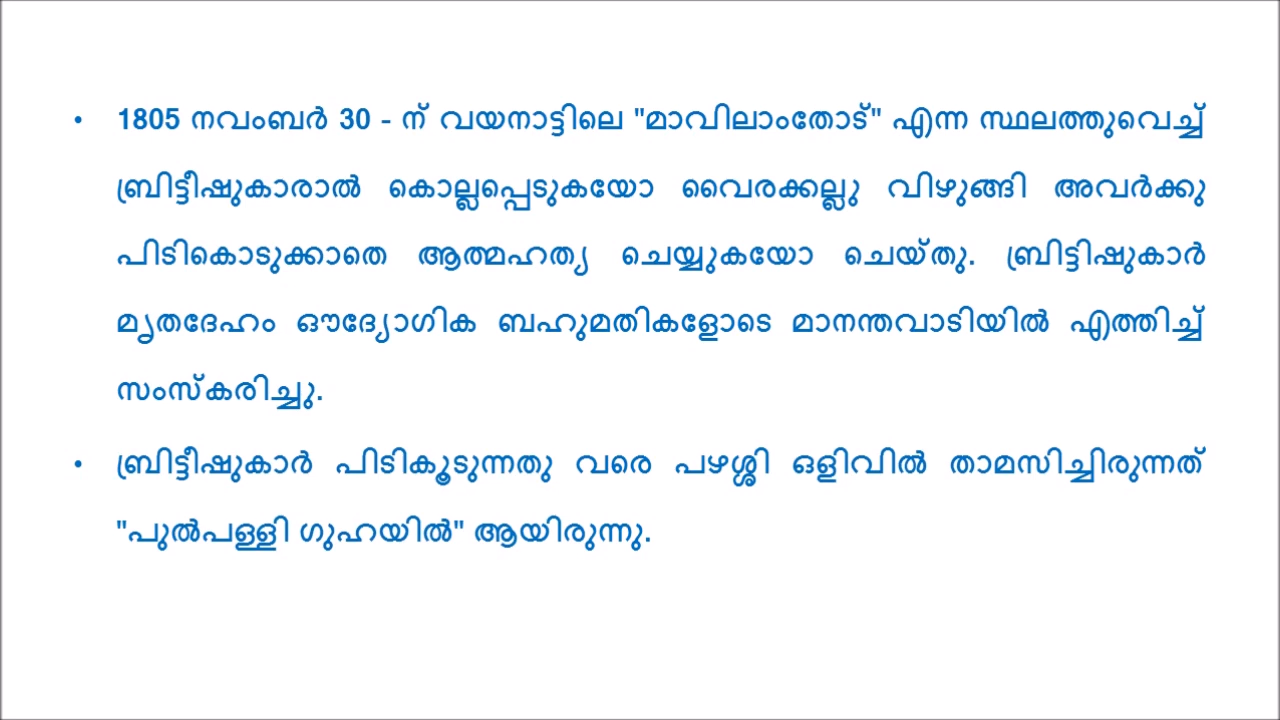 • 1805 നവംബർ 30 - ന് വയനാട്ടിലെ "മാവിലാംതോട്" എന്ന സ്ഥലത്തുവെച്ച്
ബ്രിട്ടീഷുകാരാൽ കൊല്ലപ്പെടുകയോ വൈരക്കല്ലു വിഴുങ്ങി അവർക്കു
പിടികൊടുക്കാതെ ആത്മഹത്യ ചെയ്യുകയോ ചെയ്തു. ബ്രിട്ടിഷുകാർ
മൃതദേഹം ഔദ്യോഗിക ബഹുമതികളോടെ മാനന്തവാടിയിൽ എത്തിച്ച്
സംസ്കരിച്ചു.
• ബ്രിട്ടീഷുകാർ പിടികൂടുന്നതു വരെ പഴശ്ശി ഒളിവിൽ താമസിച്ചിരുന്നത്
"പുൽപള്ളി ഗുഹയിൽ" ആയിരുന്നു.